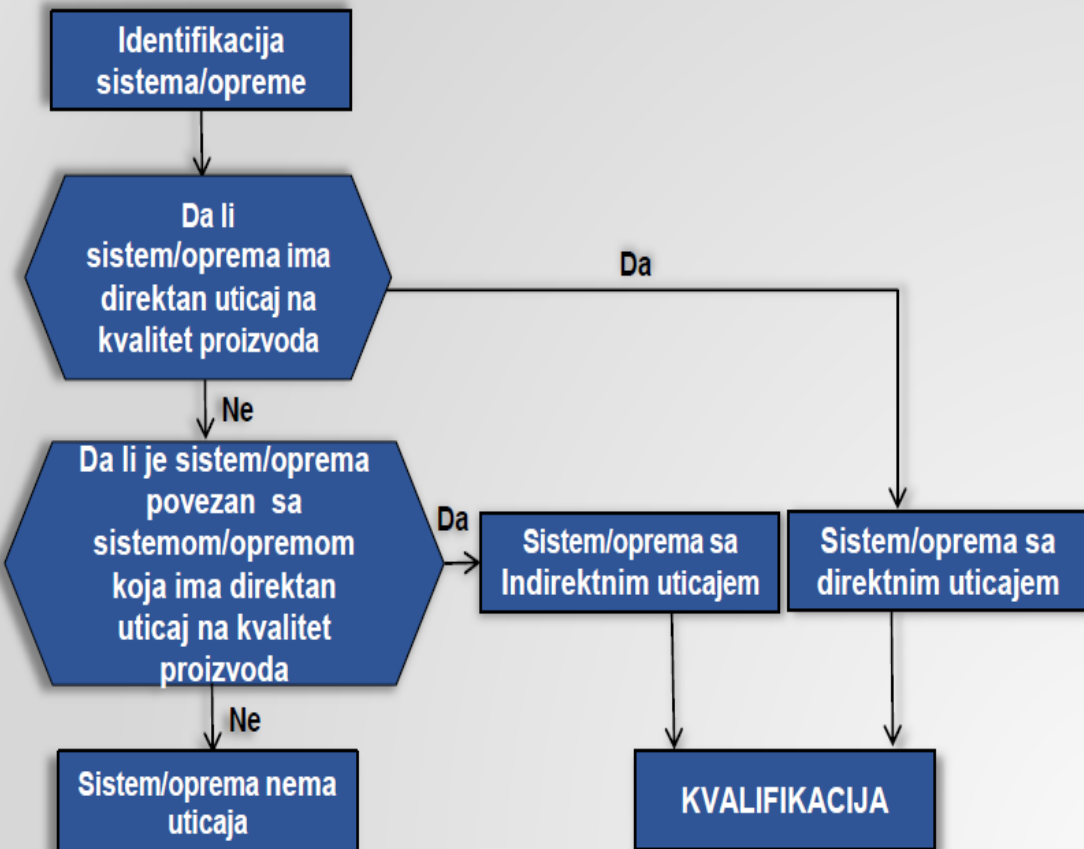 Identifikacija
sistema/opreme
Da li
sistem/oprema ima
direktan uticaj na
kvalitet proizvoda
Da
Ne
Da li je sistem/oprema
povezan sa
sistemom/opremom
koja ima direktan
uticaj na kvalitet
proizvoda
Da
Sistem/oprema sa
Indirektnim uticajem
Sistem/oprema sa
direktnim uticajem
Ne
Sistem/oprema nema
uticaja
KVALIFIKACIJA